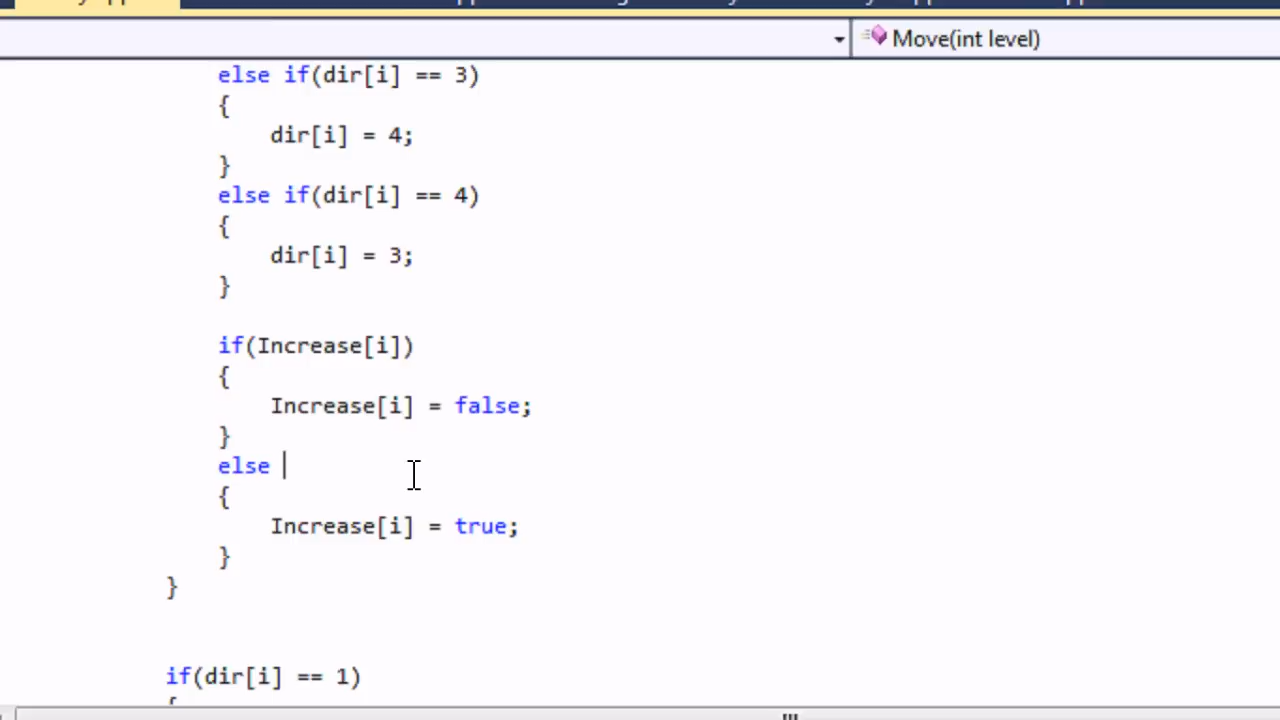 Move(int level)
else if(dir[i] == 3)
{
dir[i] = 4;
}
else if(dir[i] == 4)
{
dir[i] = 3;
}
if(Increase[i])
{
Increase[i] = false;
}
else
{
Increase[i] = true;
}
}
if(dir[i] == 1)
{